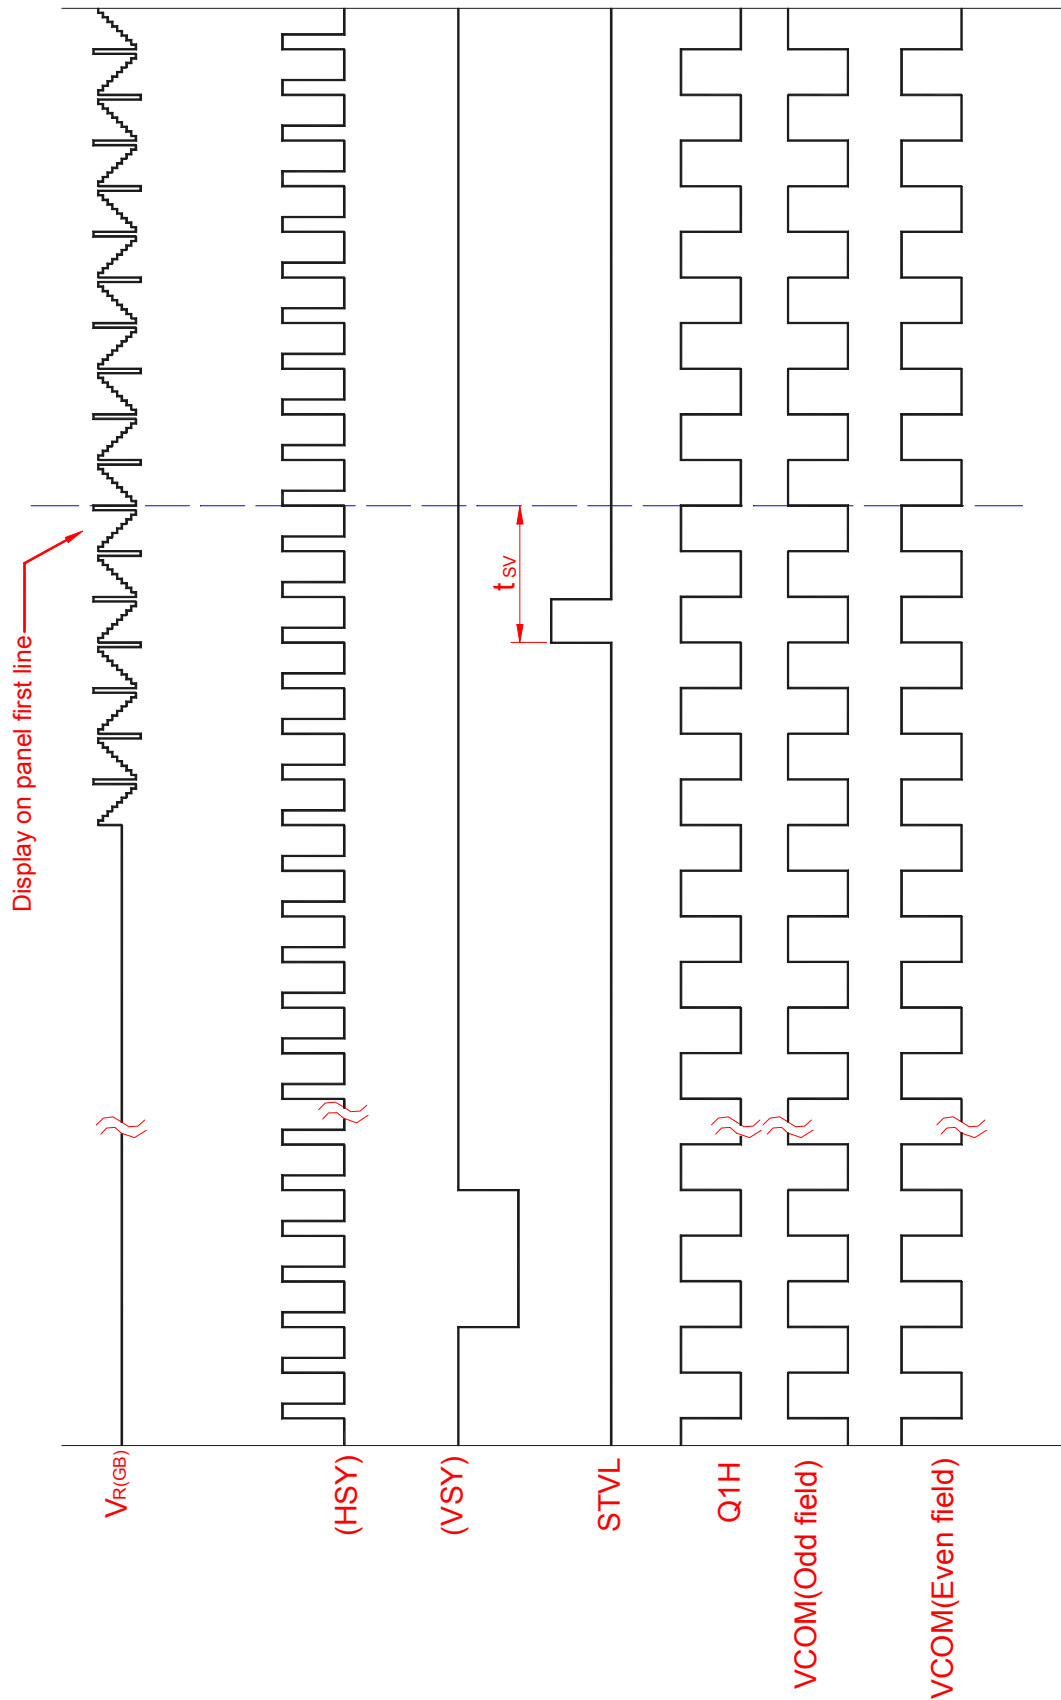 Display on panel first line
tSV
VR(GB)
(HSY)
(VSY)
STVL
Q1H
VCOM(Odd field)
VCOM(Even field)